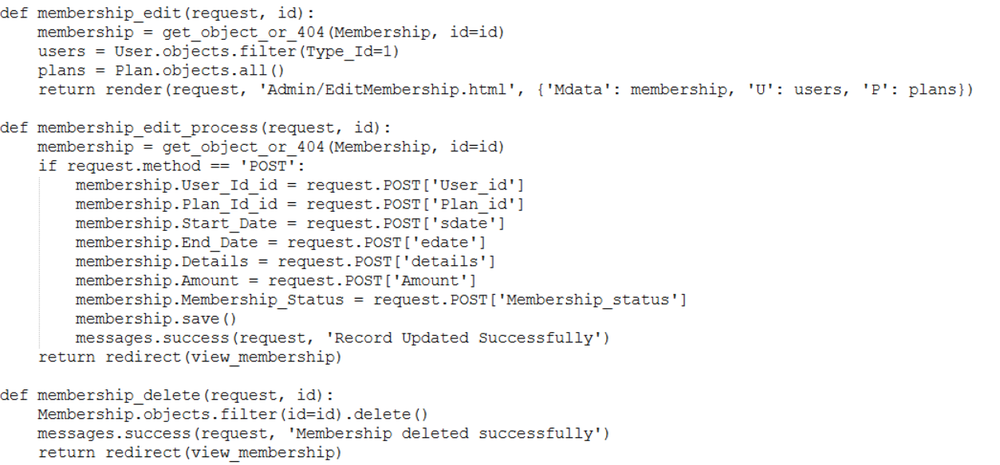 def membership_edit(request, id):
    membership = get_object_or_404(Membership, id=id)
    users = User.objects.filter(Type_Id=1)
    plans = Plan.objects.all()
    return render(request, 'Admin/EditMembership.html', {'Mdata': membership, 'U': users, 'P': plans})

def membership_edit_process(request, id):
    membership = get_object_or_404(Membership, id=id)
    if request.method == 'POST':
        membership.User_Id_id = request.POST['User_id']
        membership.Plan_Id_id = request.POST['Plan_id']
        membership.Start_Date = request.POST['sdate']
        membership.End_Date = request.POST['edate']
        membership.Details = request.POST['details']
        membership.Amount = request.POST['Amount']
        membership.Membership_Status = request.POST['Membership_status']
        membership.save()
        messages.success(request, 'Record Updated Successfully')
    return redirect(view_membership)

def membership_delete(request, id):
    Membership.objects.filter(id=id).delete()
    messages.success(request, 'Membership deleted successfully')
    return redirect(view_membership)